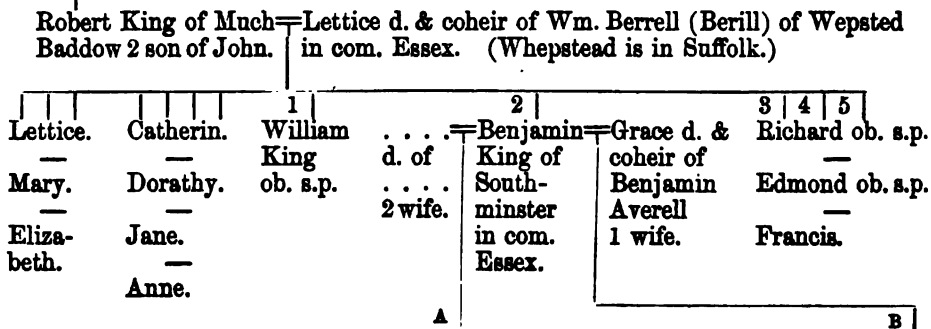 Robert King of Much Lettice d. & coheir of Wm. Berrell (Berill) of Wepsted
Baddow 2 son of John. in com. Essex. (Whepstead is in Suffolk.)
1 2 3 4 5
Lettice. Catherin. William . . . . Benjamin Grace d. & Richard ob. s.p.
— — King d. of King of coheir of —
Mary. Dorathy. ob. s.p. . . . . South- Benjamin Edmond ob. s.p.
— — 2 wife. minster Averell —
Eliza- Jane. in com. 1 wife. Francis.
beth. — Essex.
Anne.
A B